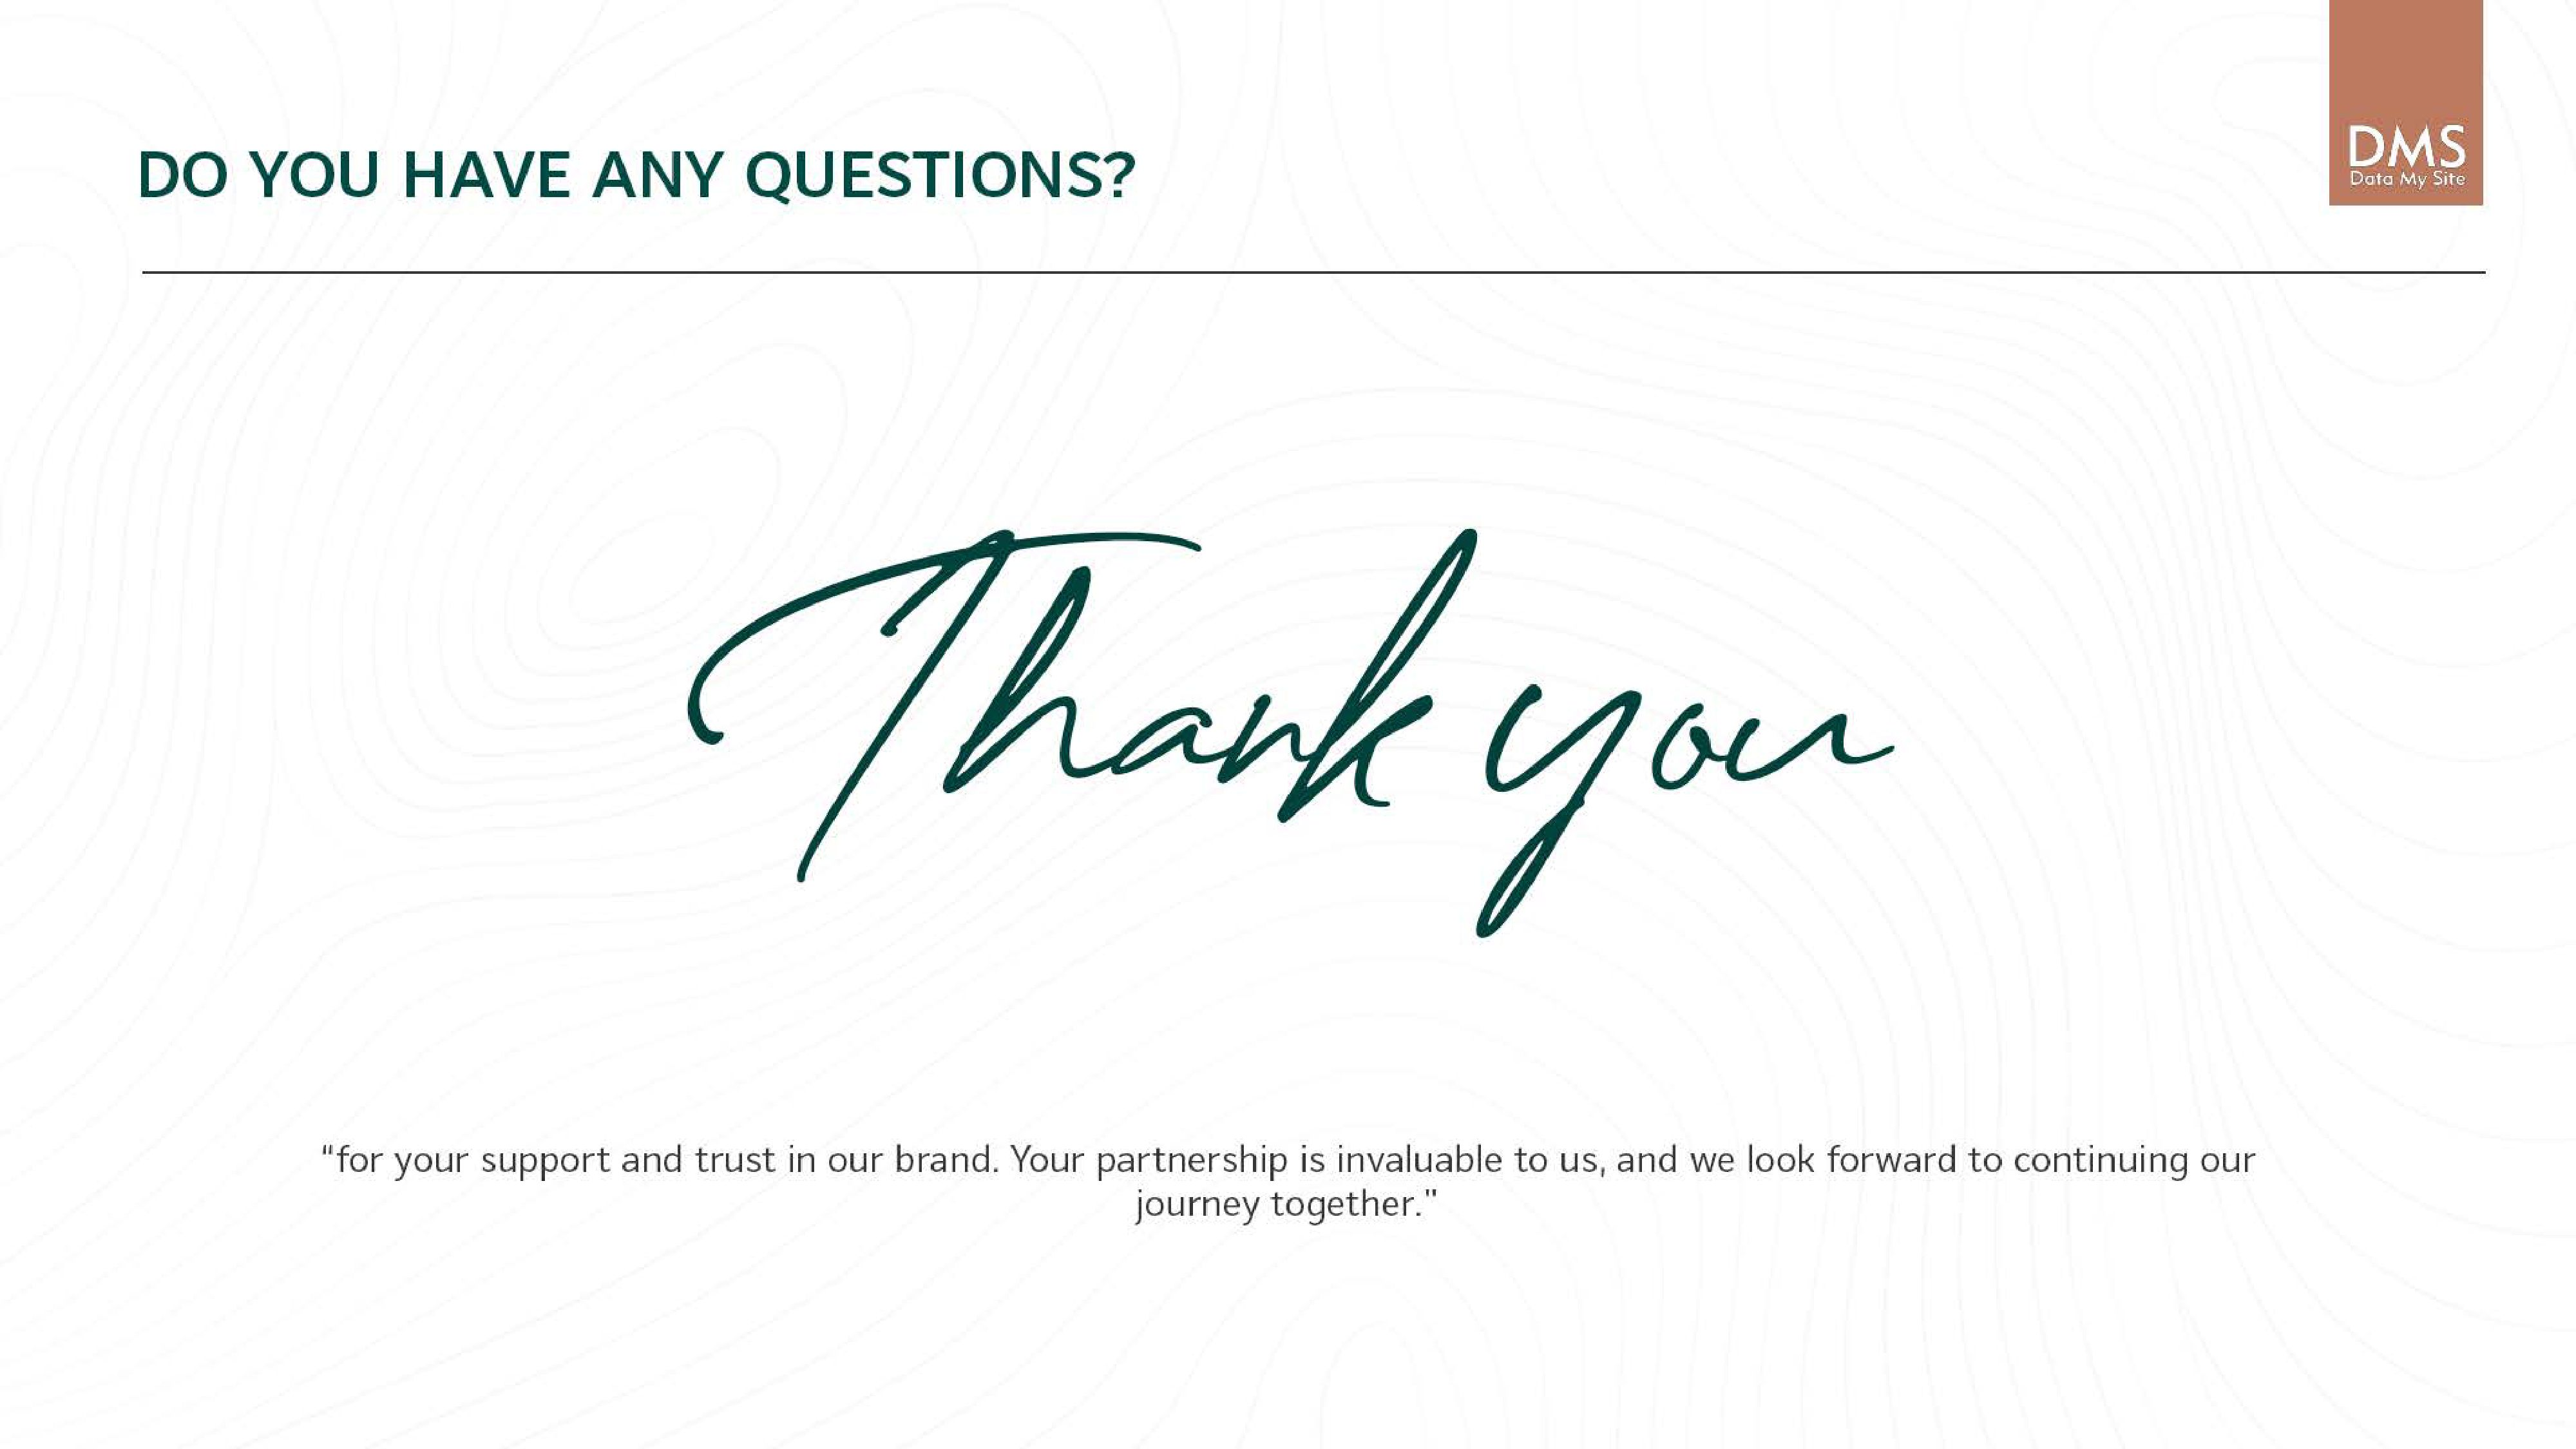 DO YOU HAVE ANY QUESTIONS?
DMS
Data My Site
Thank you
“for your support and trust in our brand. Your partnership is invaluable to us, and we look forward to continuing our
journey together."